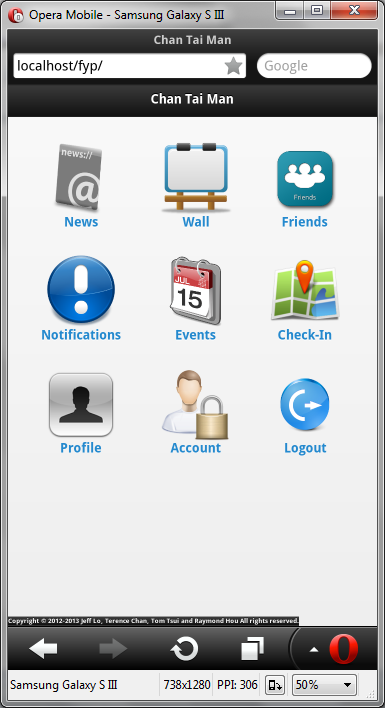 Opera Mobile - Samsung Galaxy S III
Chan Tai Man
localhost/fyp/
Google
Chan Tai Man
news://
@
Friends
News
Wall
Friends
JUL
15
Notifications
Events
Check-In
Profile
Account
Logout
Copyright © 2012-2013 Jeff Lo, Terence Chan, Tom Tsui and Raymond Hou All rights reserved.
Samsung Galaxy S III
738x1280
PPI: 306
50%